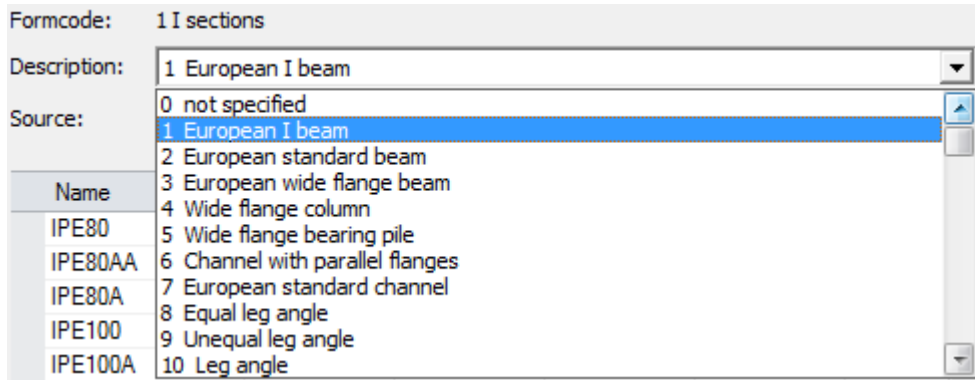 Formcode: 1 I sections
Description: 1 European I beam
Source:
0 not specified
1 European I beam
2 European standard beam
3 European wide flange beam
4 Wide flange column
5 Wide flange bearing pile
6 Channel with parallel flanges
7 European standard channel
8 Equal leg angle
9 Unequal leg angle
10 Leg angle
Name
IPE80
IPE80AA
IPE80A
IPE100
IPE100A